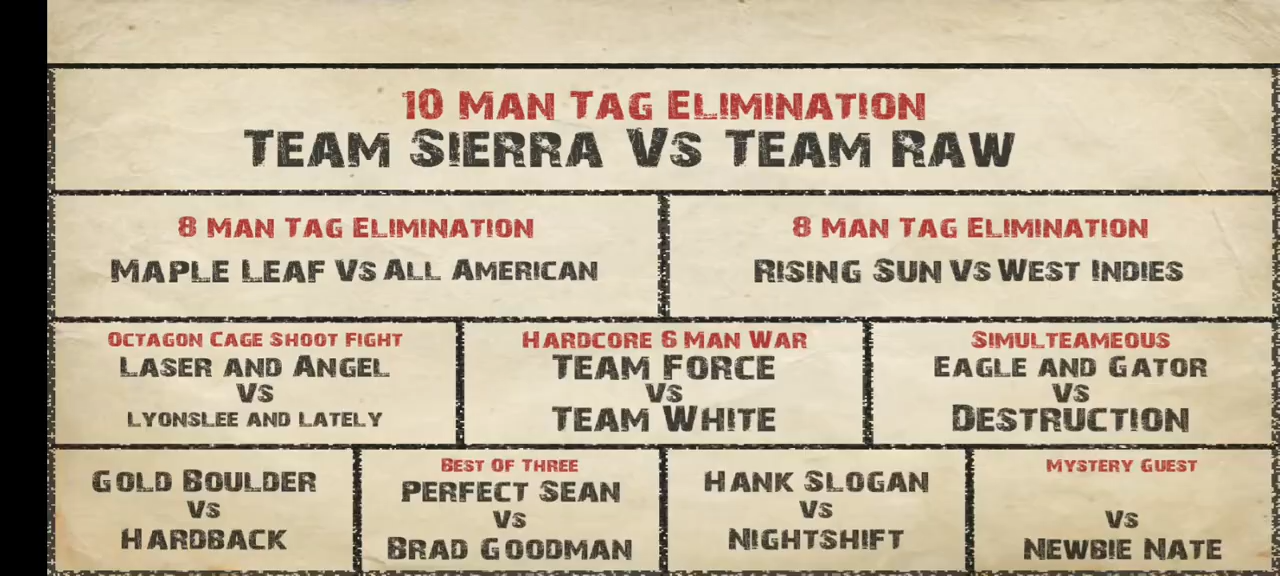 10 Man Tag Elimination
Team Sierra Vs Team Raw
8 Man Tag Elimination
Maple Leaf Vs All American
8 Man Tag Elimination
Rising Sun Vs West Indies
Octagon Cage Shoot Fight
Laser and Angel
Vs
Lyonslee and Lately
Hardcore 6 Man War
Team Force
Vs
Team White
Simulteameous
Eagle and Gator
Vs
Destruction
Gold Boulder
Vs
Hardback
Best Of Three
Perfect Sean
Vs
Brad Goodman
Hank Slogan
Vs
Nightshift
Mystery Guest
Vs
Newbie Nate